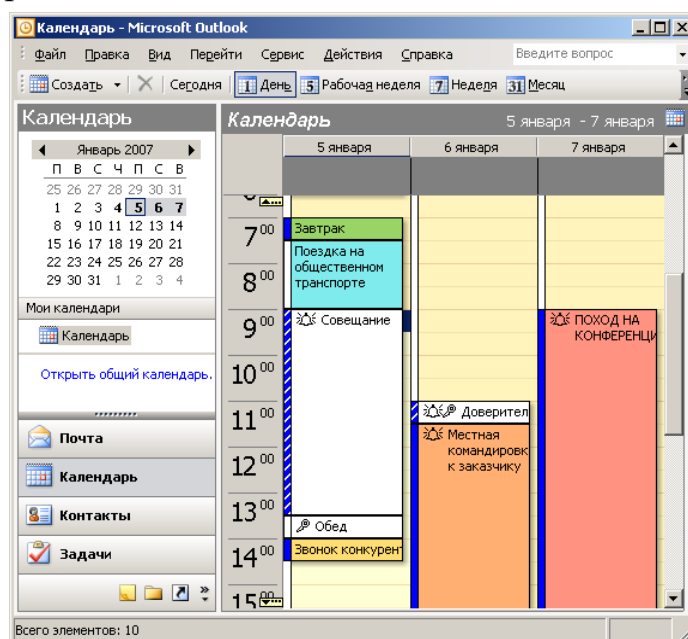 Календарь - Microsoft Outlook
Файл Правка Вид Перейти Сервис Действия Справка Введите вопрос
Создать Сегодня 1 День 5 Рабочая неделя 7 Неделя 31 Месяц
Календарь
Январь 2007
П В С Ч П С В
25 26 27 28 29 30 31
1 2 3 4 5 6 7
8 9 10 11 12 13 14
15 16 17 18 19 20 21
22 23 24 25 26 27 28
29 30 31 1 2 3 4
Мои календари
Календарь
Открыть общий календарь.
Почта
Календарь
Контакты
Задачи
Календарь 5 января - 7 января
5 января 6 января 7 января
7 00 Завтрак
Поездка на
общественном
8 00 транспорте
9 00 Совещание ПОХОД НА
КОНФЕРЕНЦИ
10 00
11 00 Доверител
Местная
командировк
12 00 к заказчику
13 00
Обед
14 00 Звонок конкурен
15 00
Всего элементов: 10